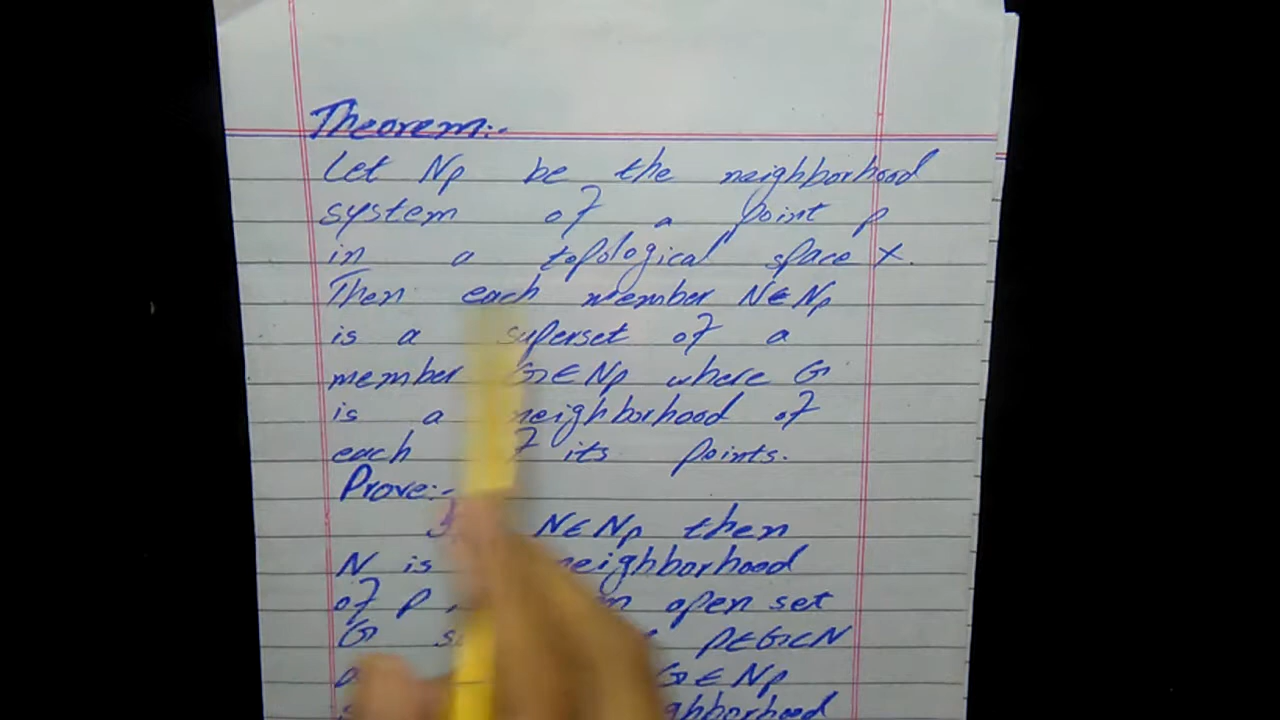 Theorem:-
Let Np be the neighborhood
system of a point p
in a topological space X.
Then each member N∈Np
is a superset of a
member G∈Np where G
is a neighborhood of
each of its points.
Prove:-
N∈Np then
N is neighborhood
of p open set
G p∈G⊂N
G∈Np